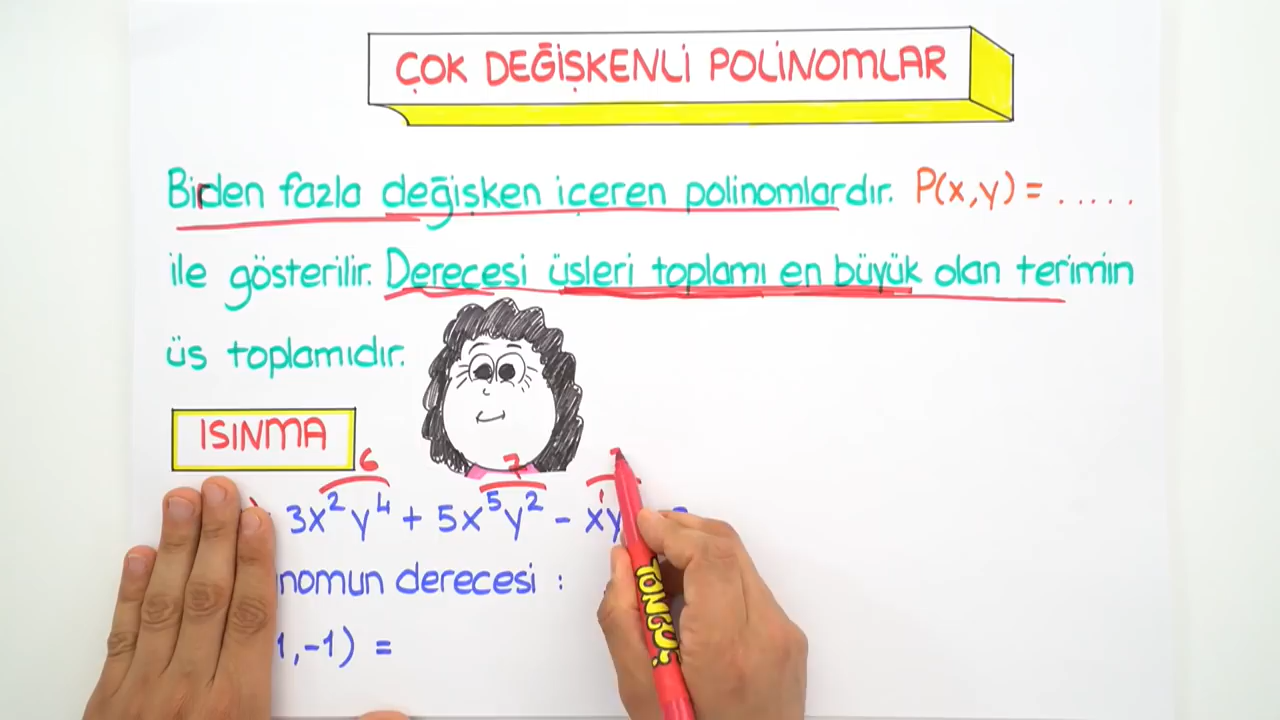 ÇOK DEĞİŞKENLİ POLİNOMLAR
Birden fazla değişken içeren polinomlardır. P(x,y) = .....
ile gösterilir. Derecesi üsleri toplamı en büyük olan terimin
üs toplamıdır.
ISINMA
6 7
3x²y⁴ + 5x⁵y² - xy
nomun derecesi :
1,-1) =
TONGUÇ